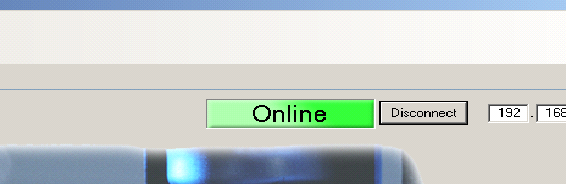 Online Disconnect 192 . 168